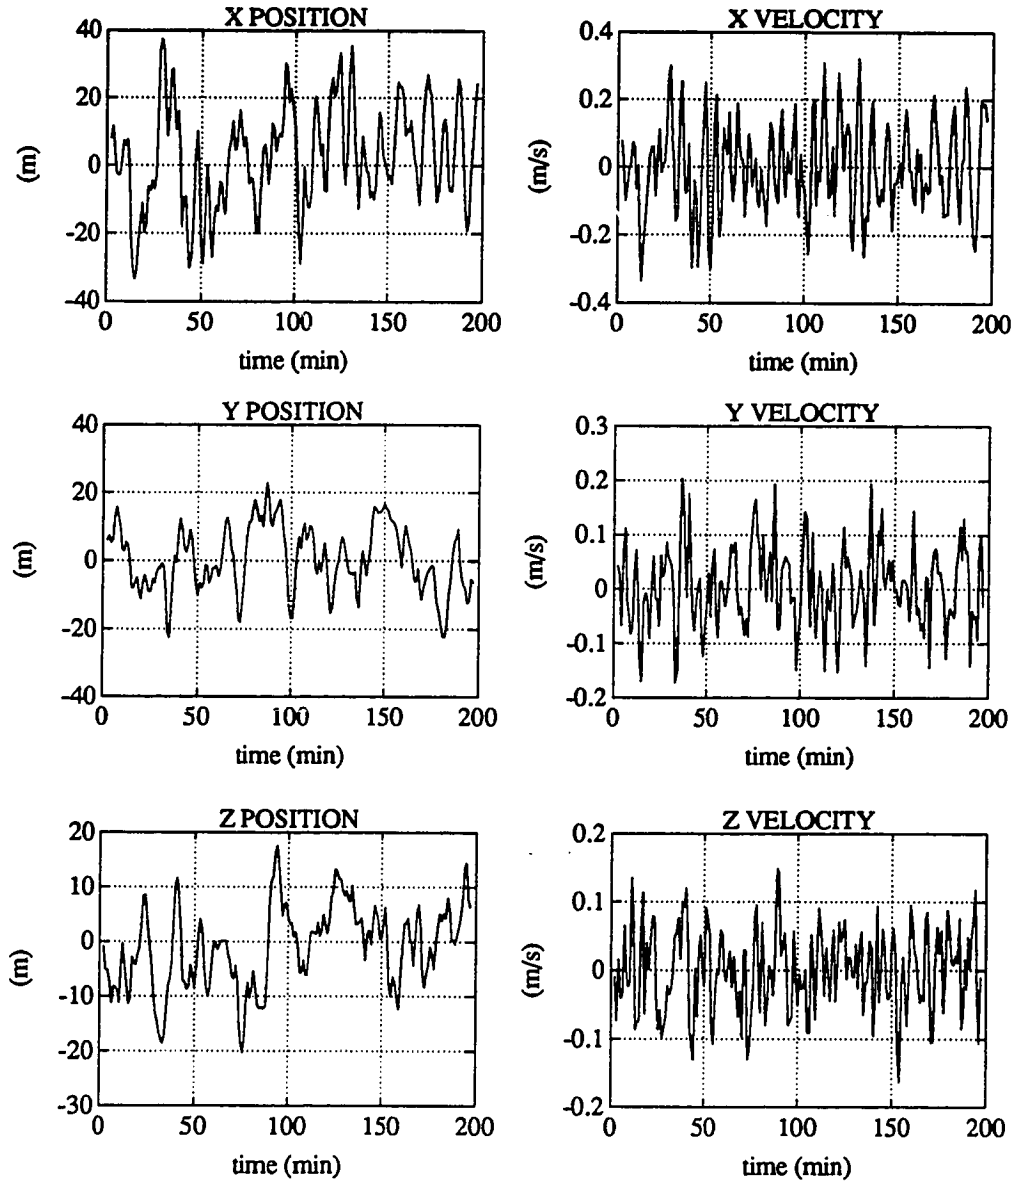 X POSITION
40
20
0
-20
-40
(m)
0 50 100 150 200
time (min)
X VELOCITY
0.4
0.2
0
-0.2
-0.4
(m/s)
0 50 100 150 200
time (min)
Y POSITION
40
20
0
-20
-40
(m)
0 50 100 150 200
time (min)
Y VELOCITY
0.3
0.2
0.1
0
-0.1
-0.2
(m/s)
0 50 100 150 200
time (min)
Z POSITION
20
10
0
-10
-20
-30
(m)
0 50 100 150 200
time (min)
Z VELOCITY
0.2
0.1
0
-0.1
-0.2
(m/s)
0 50 100 150 200
time (min)